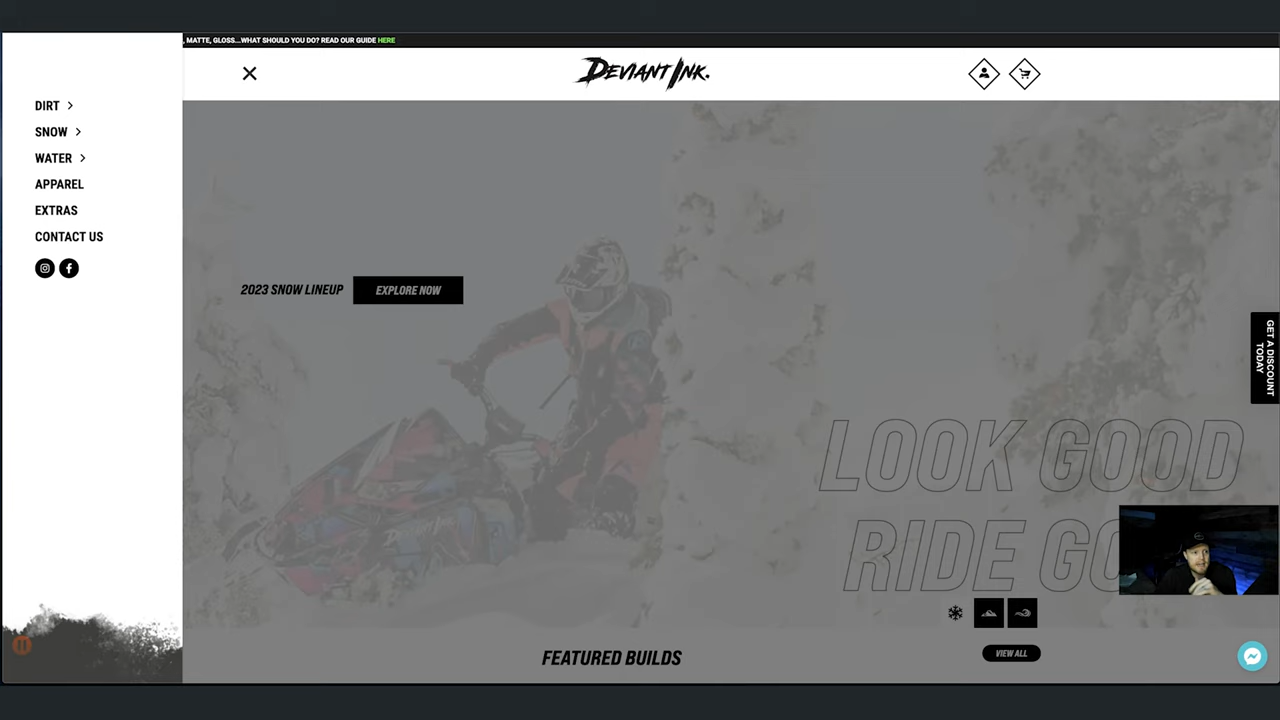 , MATTE, GLOSS...WHAT SHOULD YOU DO? READ OUR GUIDE HERE
DEVIANT INK.
DIRT
SNOW
WATER
APPAREL
EXTRAS
CONTACT US
2023 SNOW LINEUP
EXPLORE NOW
GET A DISCOUNT
TODAY
LOOK GOOD
RIDE GO
FEATURED BUILDS
VIEW ALL